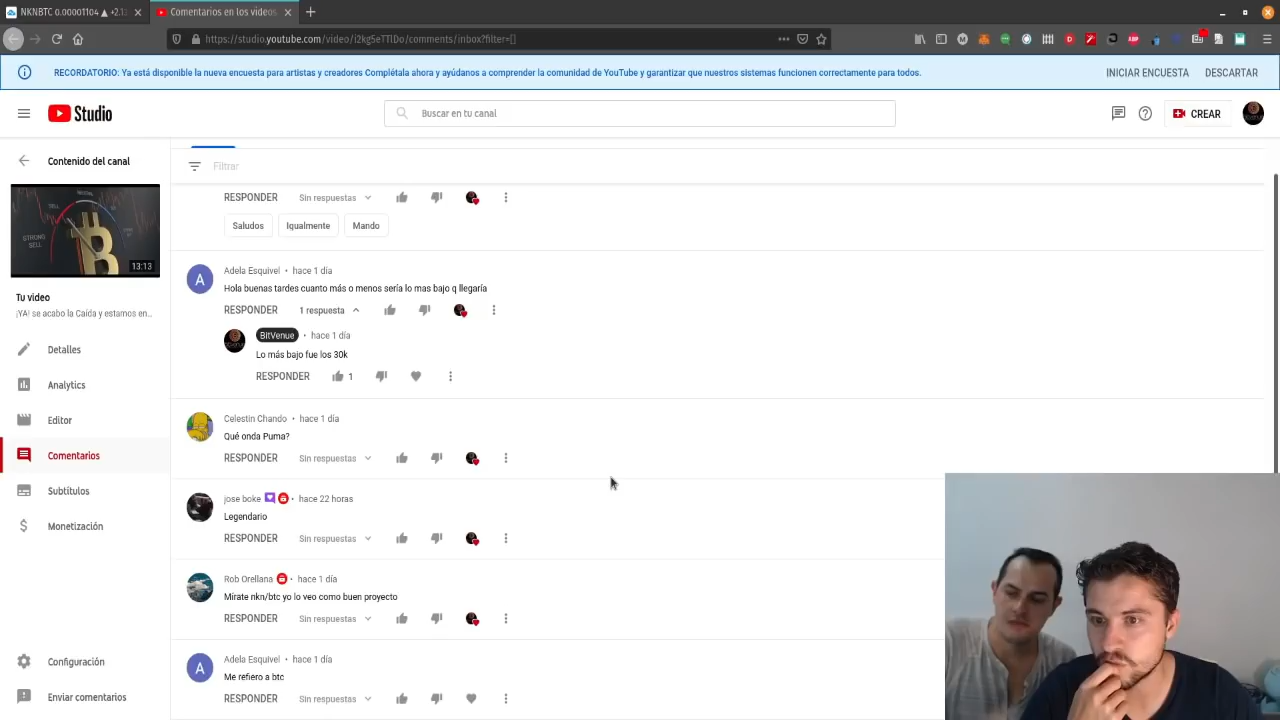 NKNBTC 0.00001104 ▲ +2.13
Comentarios en los videos
https://studio.youtube.com/video/i2kg5eTTlDo/comments/inbox?filter=[]
RECORDATORIO: Ya está disponible la nueva encuesta para artistas y creadores Complétala ahora y ayúdanos a comprender la comunidad de YouTube y garantizar que nuestros sistemas funcionen correctamente para todos.
INICIAR ENCUESTA
DESCARTAR
Studio
Buscar en tu canal
CREAR
Contenido del canal
STRONG SELL
SELL
13:13
Tu video
¡YA! se acabo la Caída y estamos en...
Detalles
Analytics
Editor
Comentarios
Subtítulos
Monetización
Configuración
Enviar comentarios
Filtrar
RESPONDER Sin respuestas
Saludos Igualmente Mando
Adela Esquivel • hace 1 día
Hola buenas tardes cuanto más o menos sería lo mas bajo q llegaría
RESPONDER 1 respuesta
BitVenue • hace 1 día
Lo más bajo fue los 30k
RESPONDER 1
Celestin Chando • hace 1 día
Qué onda Puma?
RESPONDER Sin respuestas
jose boke • hace 22 horas
Legendario
RESPONDER Sin respuestas
Rob Orellana • hace 1 día
Mírate nkn/btc yo lo veo como buen proyecto
RESPONDER Sin respuestas
Adela Esquivel • hace 1 día
Me refiero a btc
RESPONDER Sin respuestas